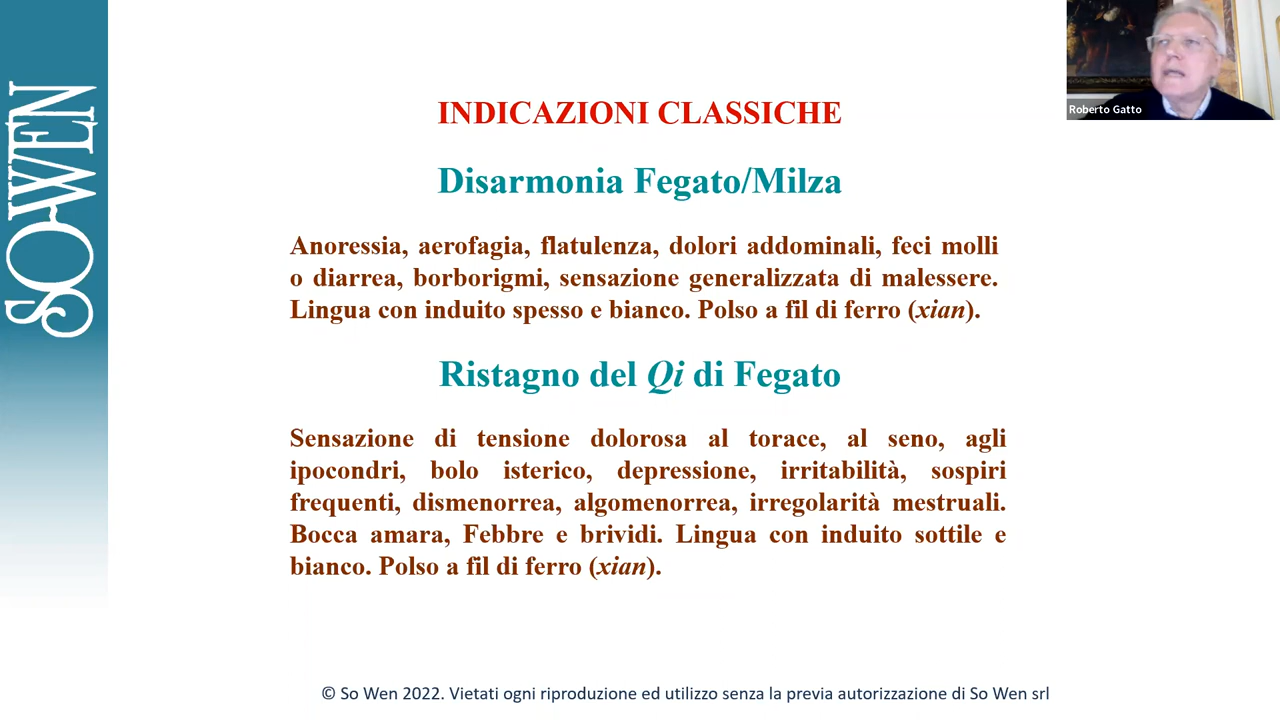 SO-WEN
Roberto Gatto
INDICAZIONI CLASSICHE
Disarmonia Fegato/Milza
Anoressia, aerofagia, flatulenza, dolori addominali, feci molli
o diarrea, borborigmi, sensazione generalizzata di malessere.
Lingua con induito spesso e bianco. Polso a fil di ferro (xian).
Ristagno del Qi di Fegato
Sensazione di tensione dolorosa al torace, al seno, agli
ipocondri, bolo isterico, depressione, irritabilità, sospiri
frequenti, dismenorrea, algomenorrea, irregolarità mestruali.
Bocca amara, Febbre e brividi. Lingua con induito sottile e
bianco. Polso a fil di ferro (xian).
© So Wen 2022. Vietati ogni riproduzione ed utilizzo senza la previa autorizzazione di So Wen srl